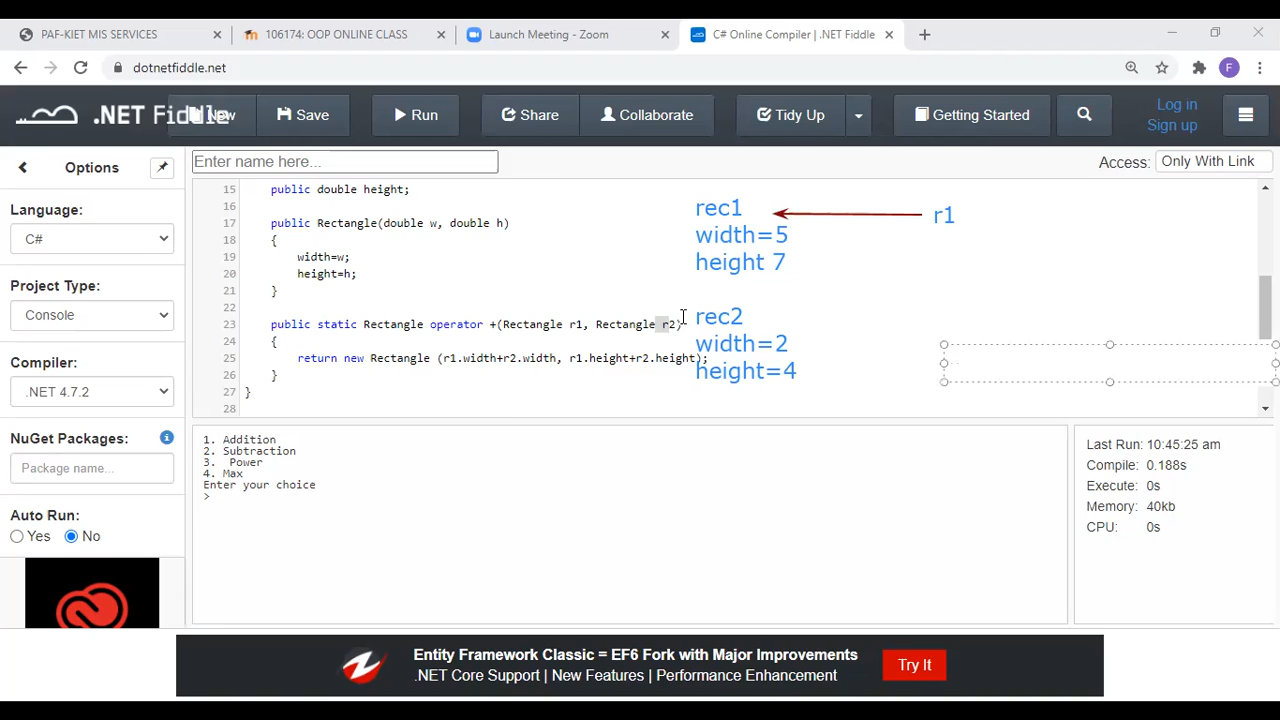 PAF-KIET MIS SERVICES
106174: OOP ONLINE CLASS
Launch Meeting - Zoom
C# Online Compiler | .NET Fiddle
dotnetfiddle.net
F
.NET Fiddle
New
Save
Run
Share
Collaborate
Tidy Up
Getting Started
Log in
Sign up
Options
Enter name here...
Access:
Only With Link
Language:
C#
Project Type:
Console
Compiler:
.NET 4.7.2
NuGet Packages:
Package name...
Auto Run:
Yes
No
15 public double height;
16
17 public Rectangle(double w, double h)
18 {
19 width=w;
20 height=h;
21 }
22
23 public static Rectangle operator +(Rectangle r1, Rectangle r2)
24 {
25 return new Rectangle (r1.width+r2.width, r1.height+r2.height);
26 }
27 }
28
rec1
width=5
height 7
r1
rec2
width=2
height=4
1. Addition
2. Subtraction
3. Power
4. Max
Enter your choice
>
Last Run: 10:45:25 am
Compile: 0.188s
Execute: 0s
Memory: 40kb
CPU: 0s
Entity Framework Classic = EF6 Fork with Major Improvements
.NET Core Support | New Features | Performance Enhancement
Try It